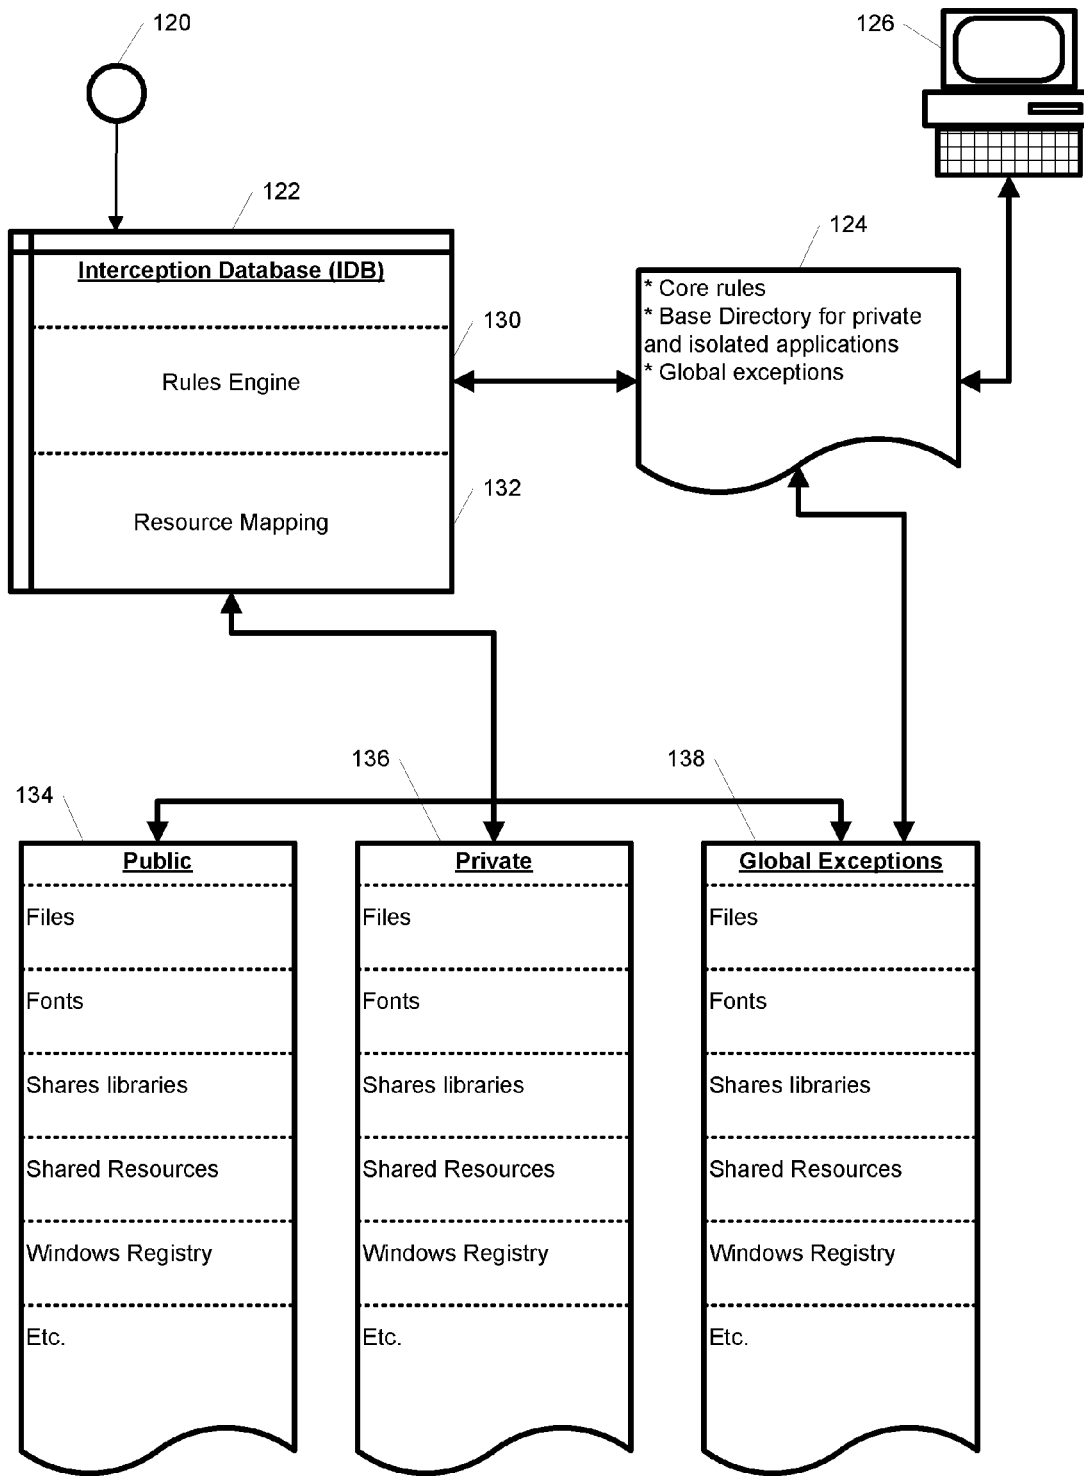 120
126
122
124
Interception Database (IDB)
* Core rules
* Base Directory for private
and isolated applications
* Global exceptions
130
Rules Engine
132
Resource Mapping
134
136
138
Public
Files
Fonts
Shares libraries
Shared Resources
Windows Registry
Etc.
Private
Files
Fonts
Shares libraries
Shared Resources
Windows Registry
Etc.
Global Exceptions
Files
Fonts
Shares libraries
Shared Resources
Windows Registry
Etc.